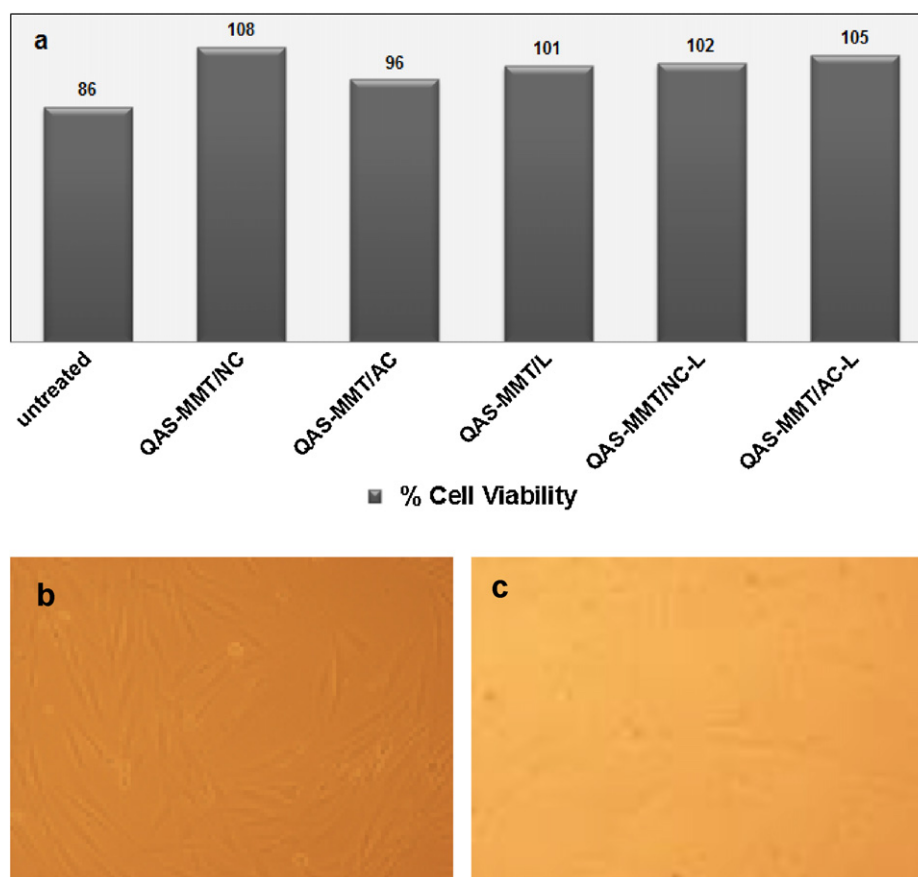 a
108
86
96
101
102
105
untreated
QAS-MMT/NC
QAS-MMT/AC
QAS-MMT/L
QAS-MMT/NC-L
QAS-MMT/AC-L
% Cell Viability
b
c